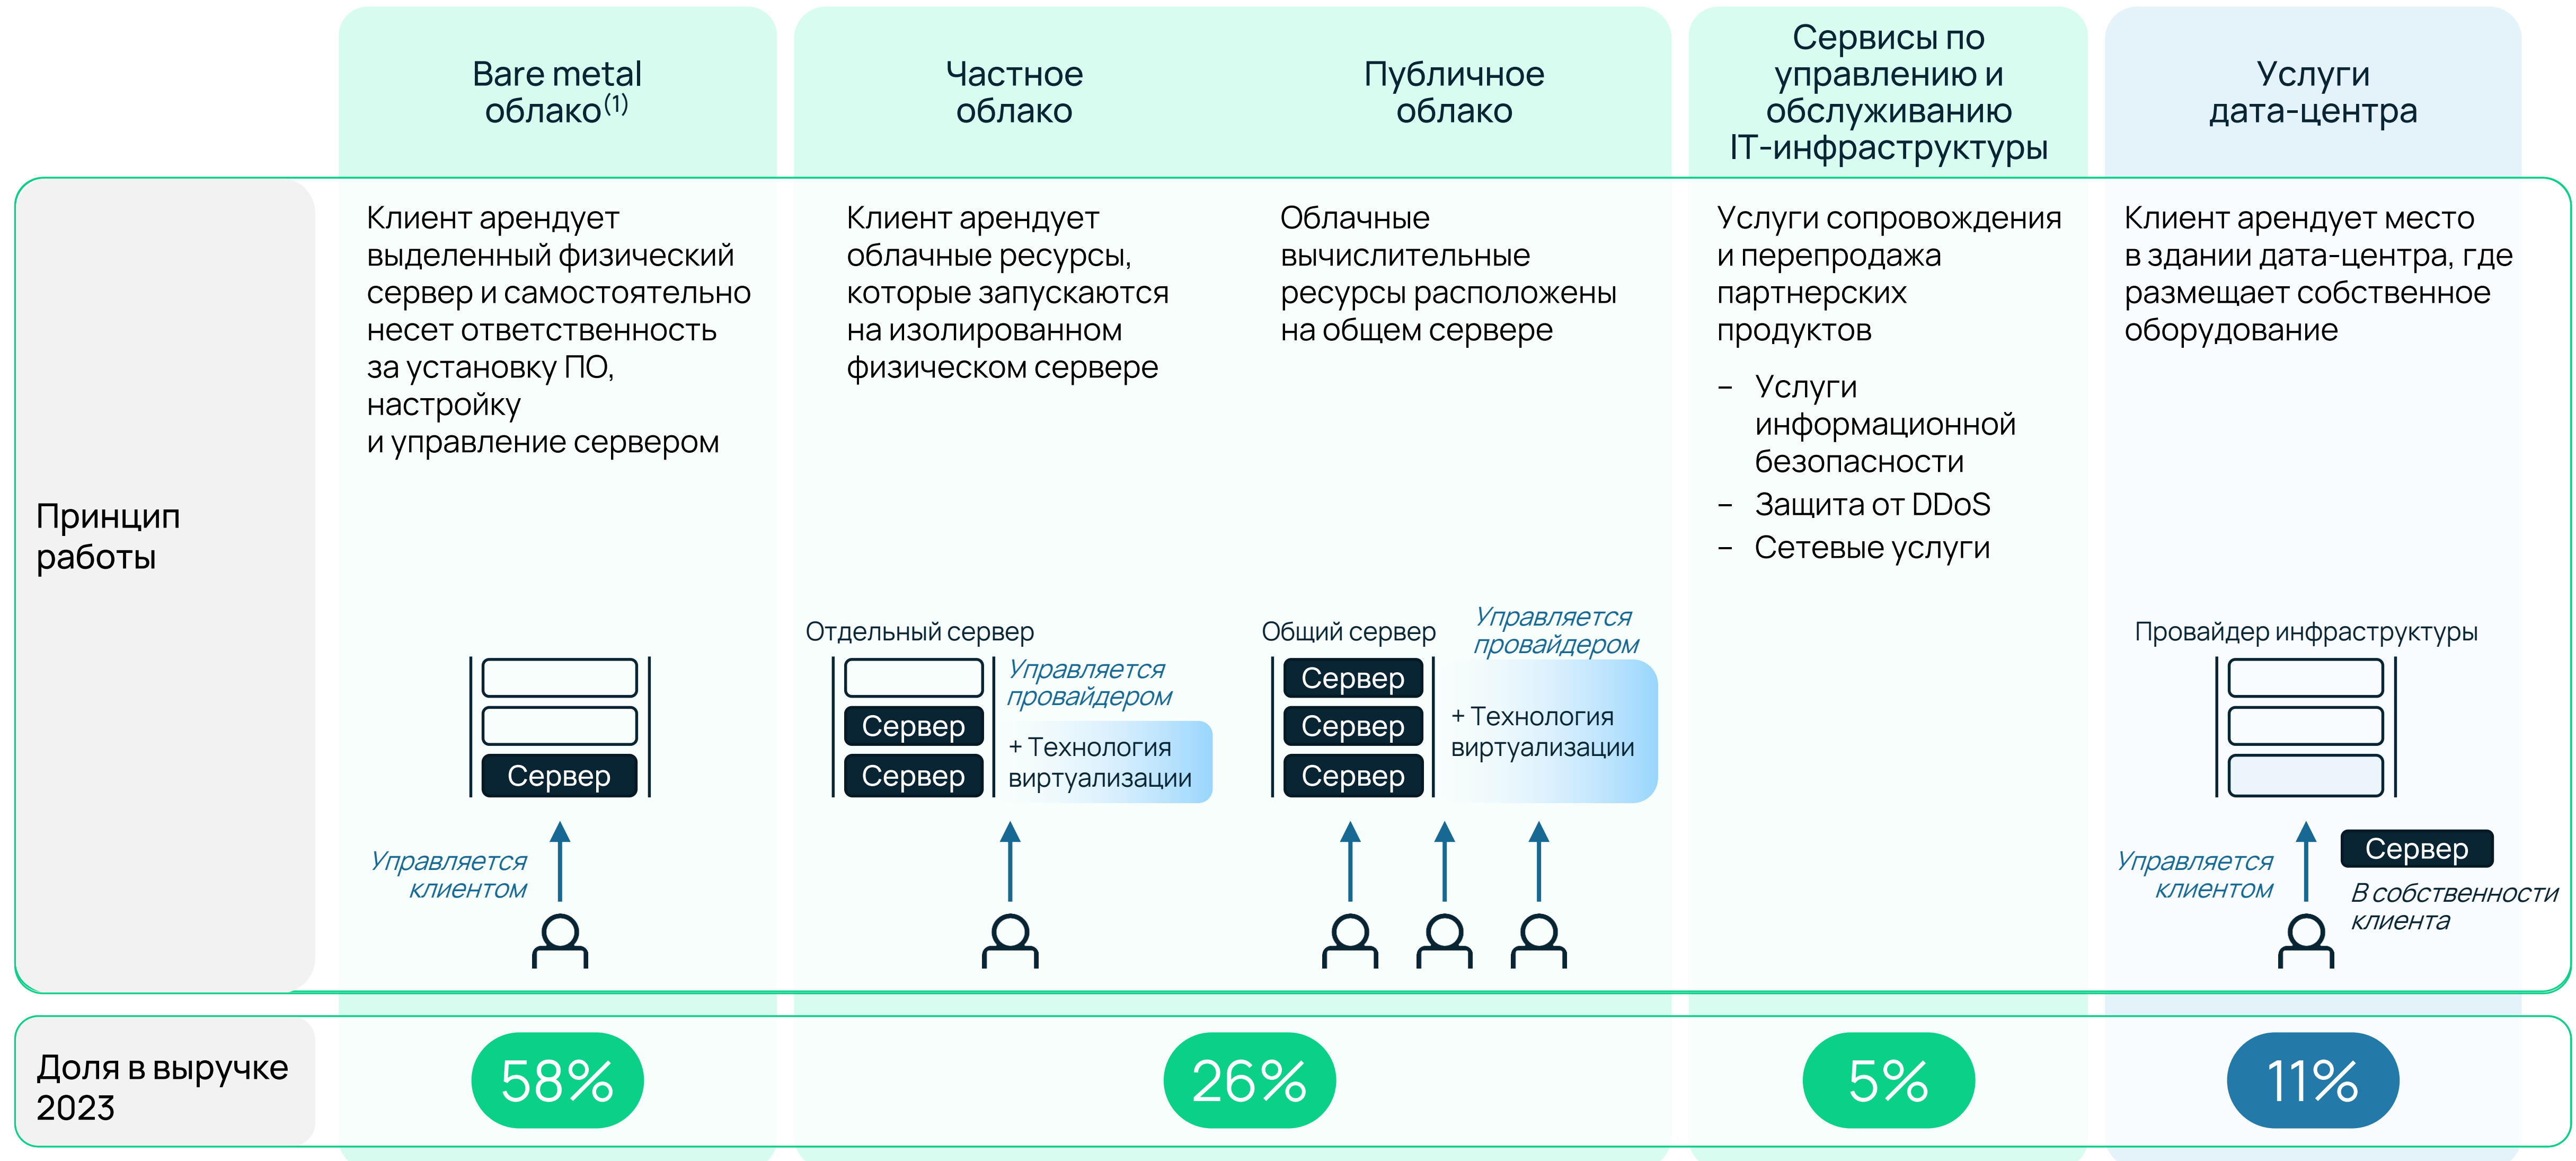 Bare metal
облако(1)
Частное
облако
Публичное
облако
Сервисы по
управлению и
обслуживанию
IT-инфраструктуры
Услуги
дата-центра
Принцип
работы
Клиент арендует
выделенный физический
сервер и самостоятельно
несет ответственность
за установку ПО,
настройку
и управление сервером
Сервер
Управляется
клиентом
Клиент арендует
облачные ресурсы,
которые запускаются
на изолированном
физическом сервере
Отдельный сервер
Управляется
провайдером
Сервер
Сервер
+ Технология
виртуализации
Облачные
вычислительные
ресурсы расположены
на общем сервере
Общий сервер
Управляется
провайдером
Сервер
Сервер
Сервер
+ Технология
виртуализации
Услуги сопровождения
и перепродажа
партнерских
продуктов
– Услуги
информационной
безопасности
– Защита от DDoS
– Сетевые услуги
Клиент арендует место
в здании дата-центра, где
размещает собственное
оборудование
Провайдер инфраструктуры
Управляется
клиентом
Сервер
В собственности
клиента
Доля в выручке
2023
58%
26%
5%
11%